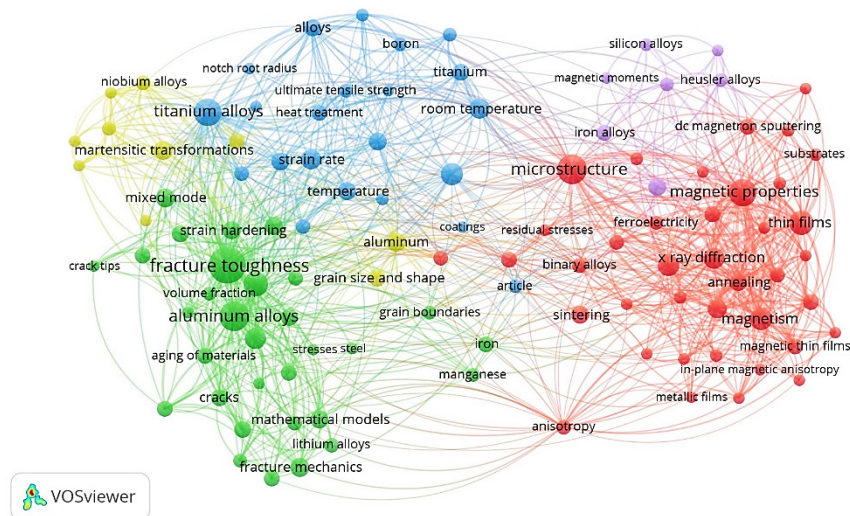 alloys
boron
silicon alloys
notch root radius
titanium
niobium alloys
ultimate tensile strength
magnetic moments
heusler alloys
titanium alloys
heat treatment
room temperature
iron alloys
dc magnetron sputtering
martensitic transformations
strain rate
substrates
microstructure
mixed mode
temperature
magnetic properties
strain hardening
coatings
residual stresses
ferroelectricity
thin films
aluminum
crack tips
fracture toughness
grain size and shape
binary alloys
x ray diffraction
volume fraction
article
annealing
aluminum alloys
grain boundaries
sintering
magnetism
aging of materials
stresses steel
iron
magnetic thin films
manganese
in-plane magnetic anisotropy
cracks
metallic films
mathematical models
anisotropy
lithium alloys
fracture mechanics
VOSviewer